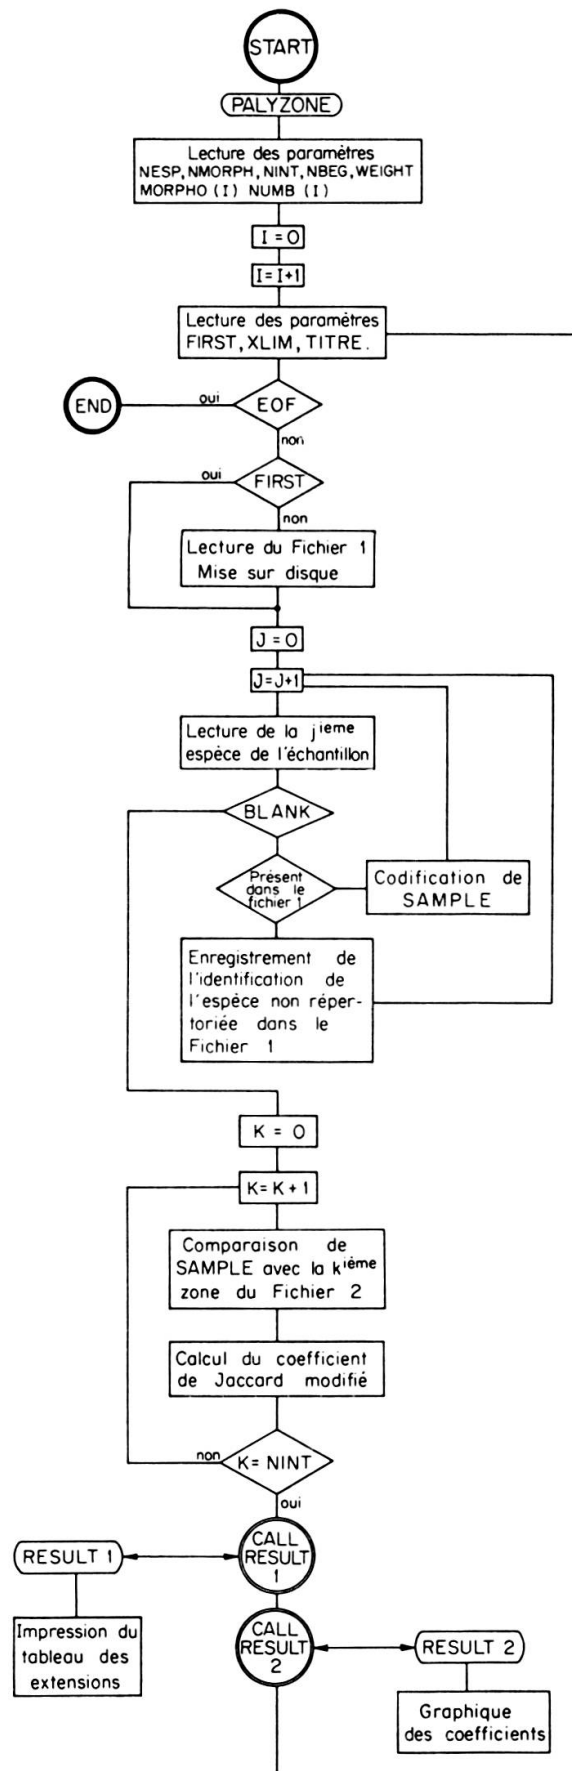 START
PALYZONE
Lecture des paramètres
NESP, NMORPH, NINT, NBEG, WEIGHT
MORPHO (I) NUMB (I)
I = 0
I = I+1
Lecture des paramètres
FIRST, XLIM, TITRE.
END
oui
EOF
non
oui
FIRST
non
Lecture du Fichier 1
Mise sur disque
J = 0
J=J+1
Lecture de la jieme
espèce de l'échantillon
BLANK
Présent
dans le
fichier 1
Codification de
SAMPLE
Enregistrement de
l'identification de
l'espèce non réper-
toriée dans le
Fichier 1
K = 0
K= K + 1
Comparaison de
SAMPLE avec la kième
zone du Fichier 2
Calcul du coefficient
de Jaccard modifié
non
K= NINT
oui
CALL
RESULT
1
RESULT 1
Impression du
tableau des
extensions
CALL
RESULT
2
RESULT 2
Graphique
des coefficients